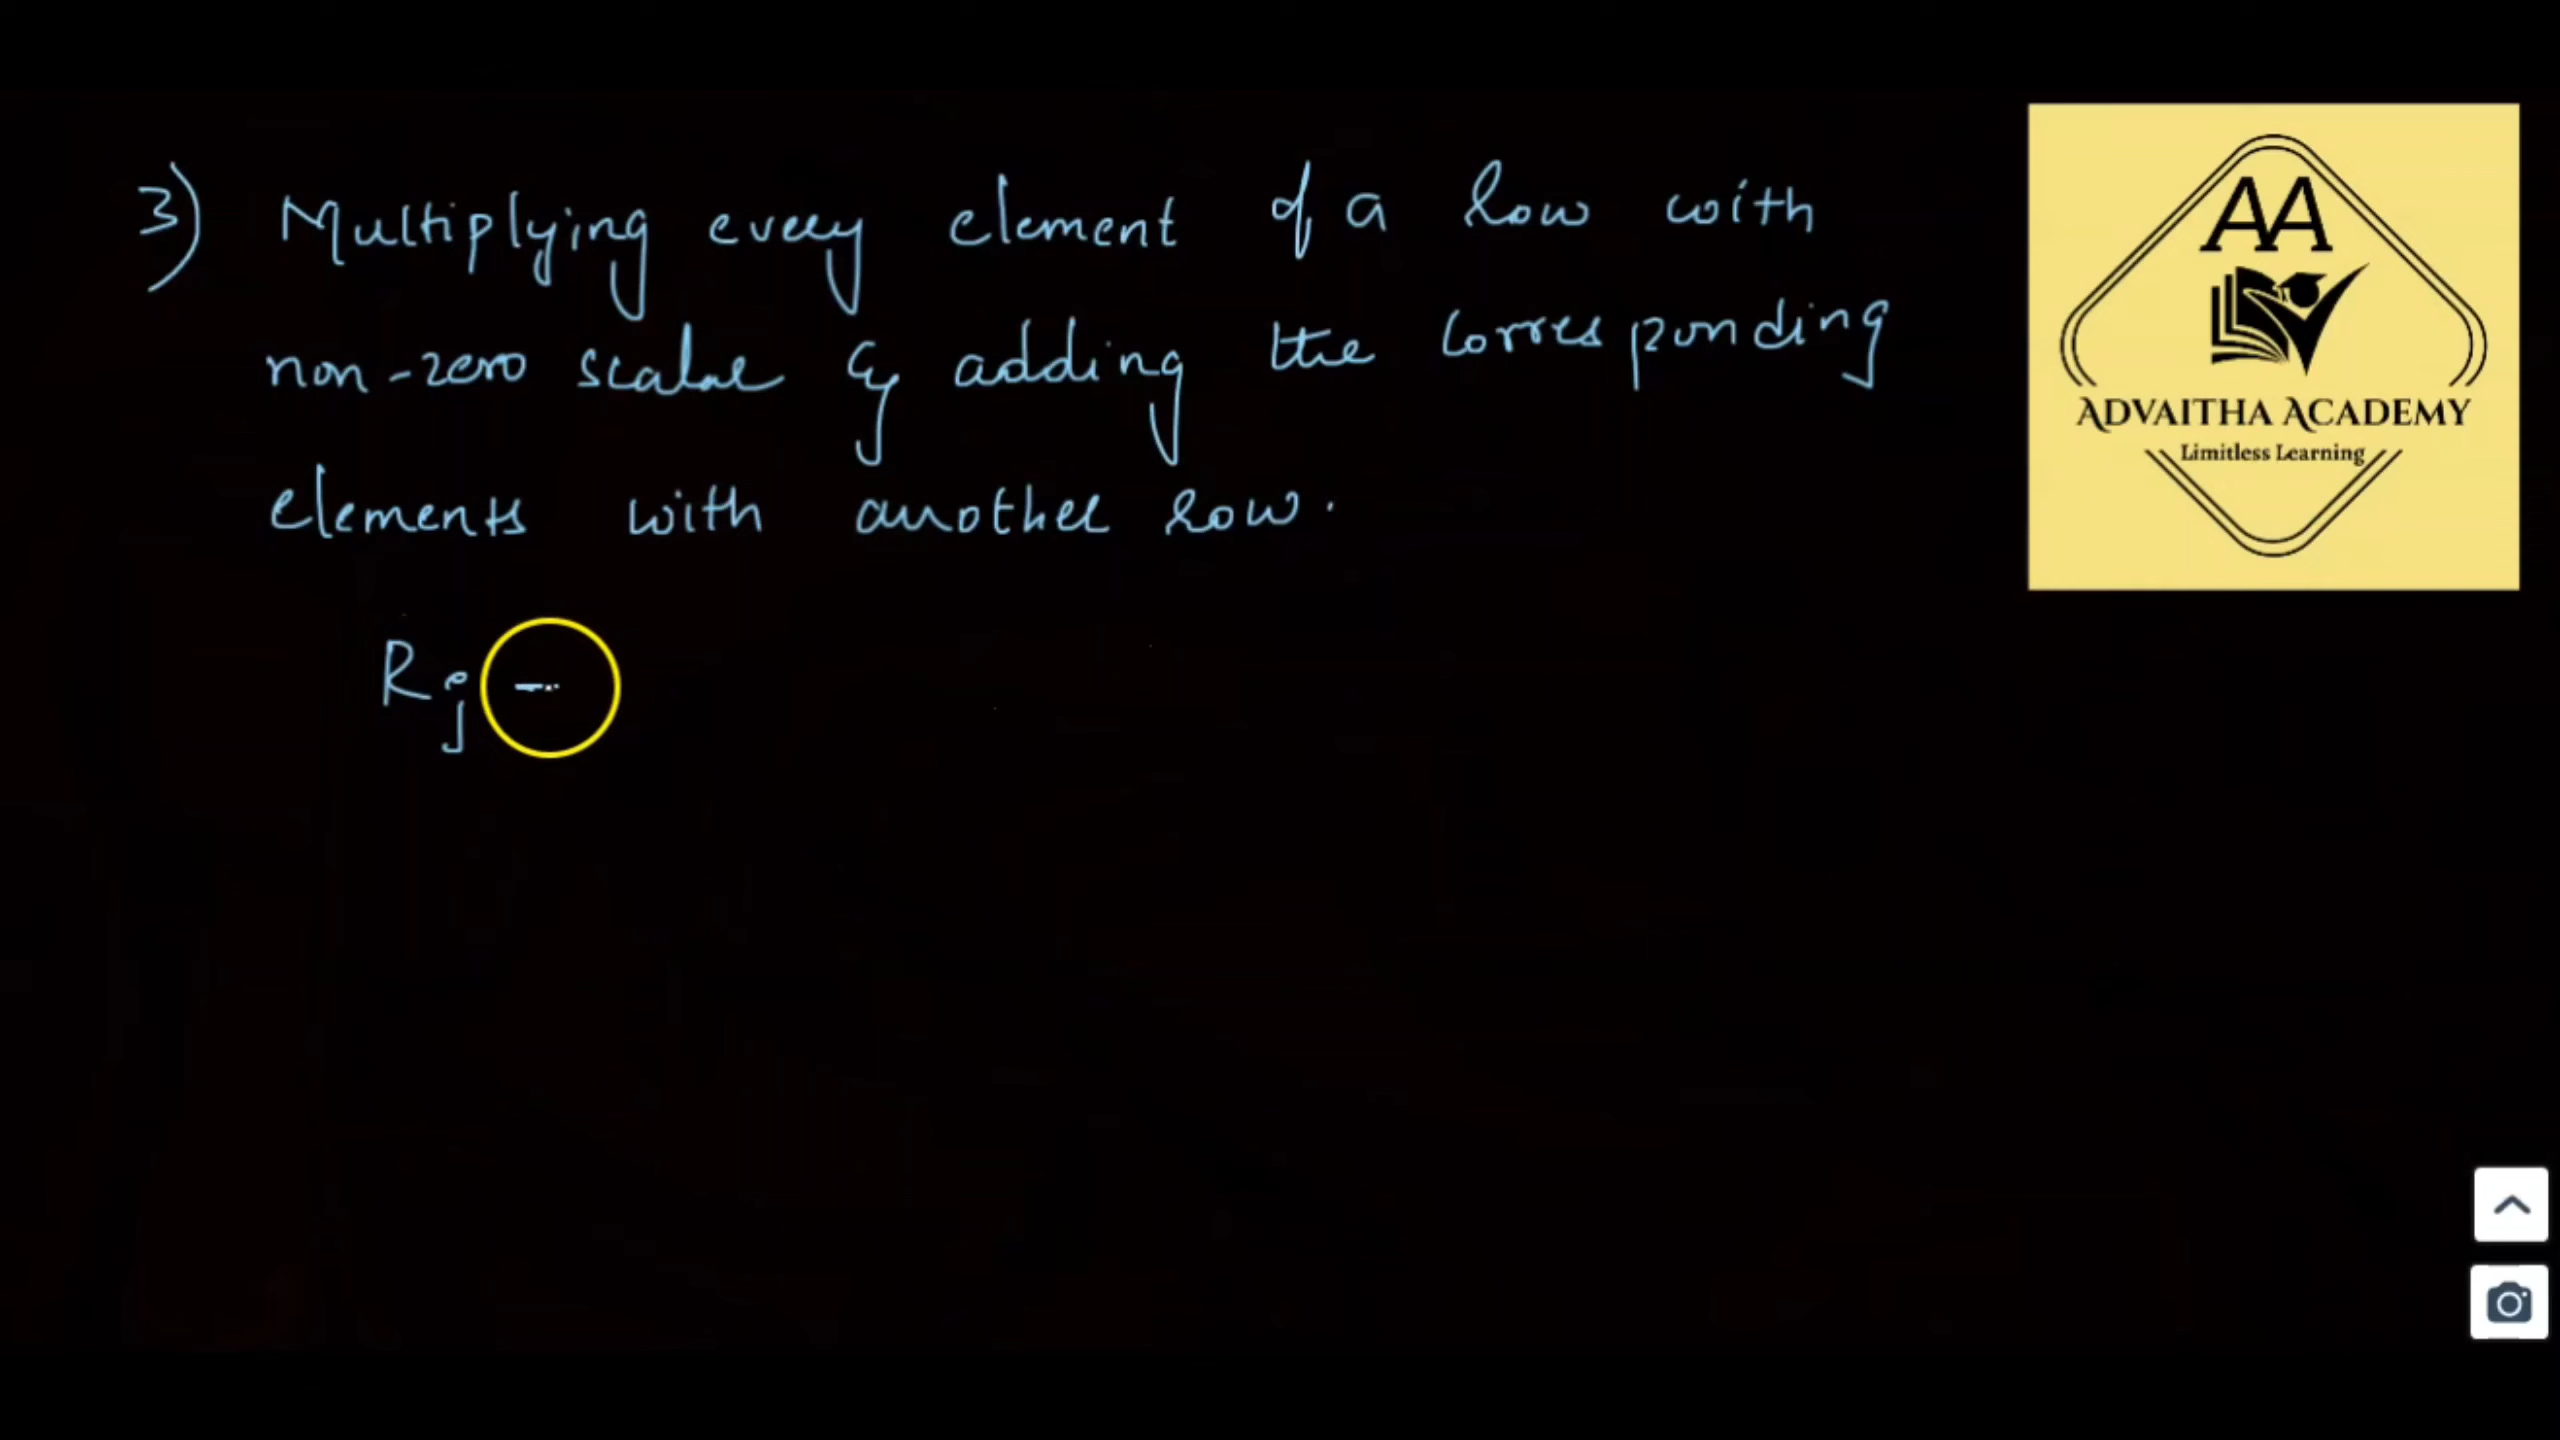 3) Multiplying every element of a row with
non-zero scalar & adding the corresponding
elements with another row.
Rj -
AA
ADVAITHA ACADEMY
Limitless Learning